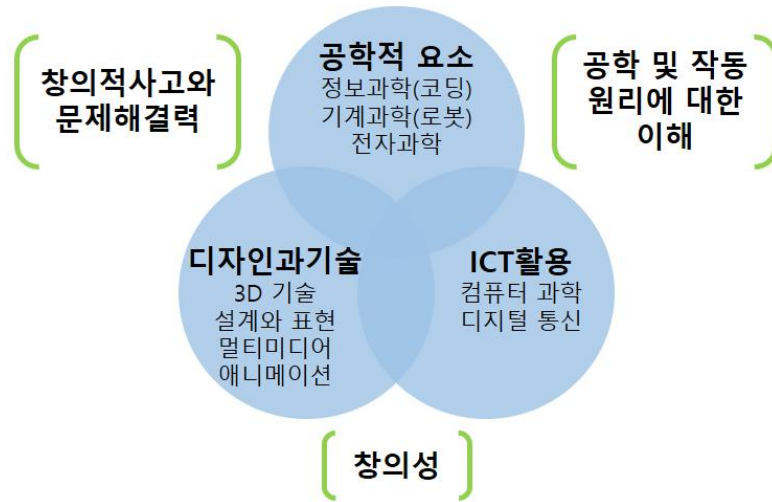 창의적사고와
문제해결력
공학적 요소
정보과학(코딩)
기계과학(로봇)
전자과학
공학 및 작동
원리에 대한
이해
디자인과기술
3D 기술
설계와 표현
멀티미디어
애니메이션
ICT활용
컴퓨터 과학
디지털 통신
창의성